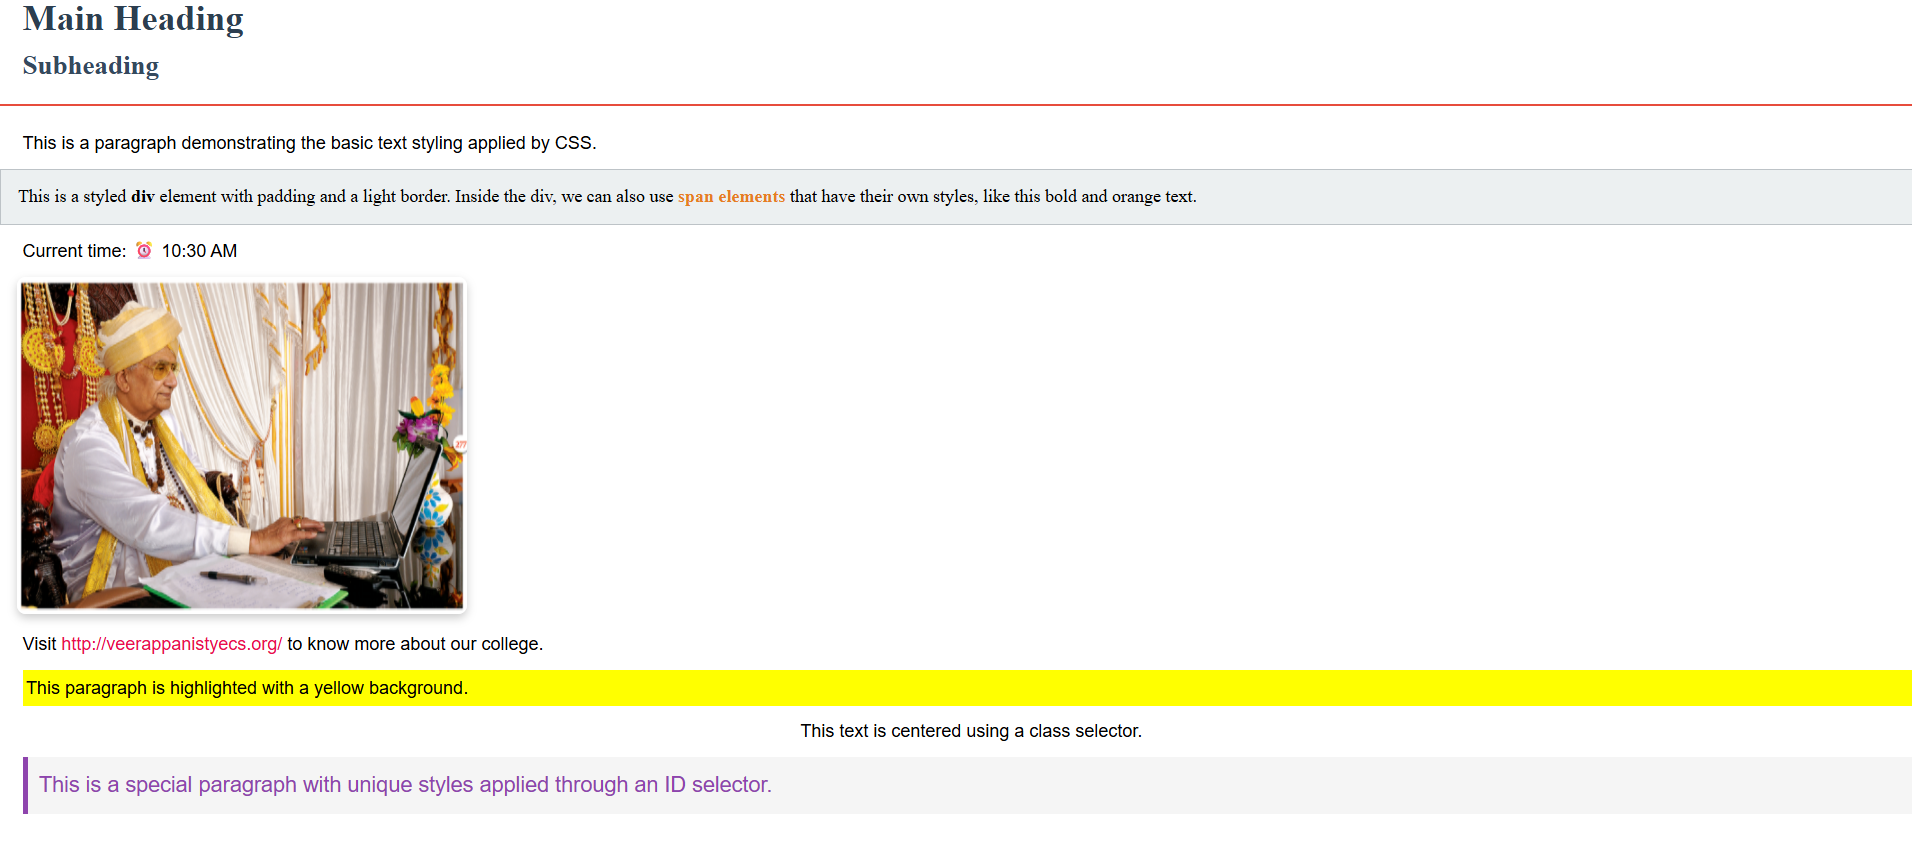 Main Heading
Subheading
This is a paragraph demonstrating the basic text styling applied by CSS.
This is a styled div element with padding and a light border. Inside the div, we can also use span elements that have their own styles, like this bold and orange text.
Current time: ⏰ 10:30 AM
277
Visit http://veerappanistyecs.org/ to know more about our college.
This paragraph is highlighted with a yellow background.
This text is centered using a class selector.
This is a special paragraph with unique styles applied through an ID selector.